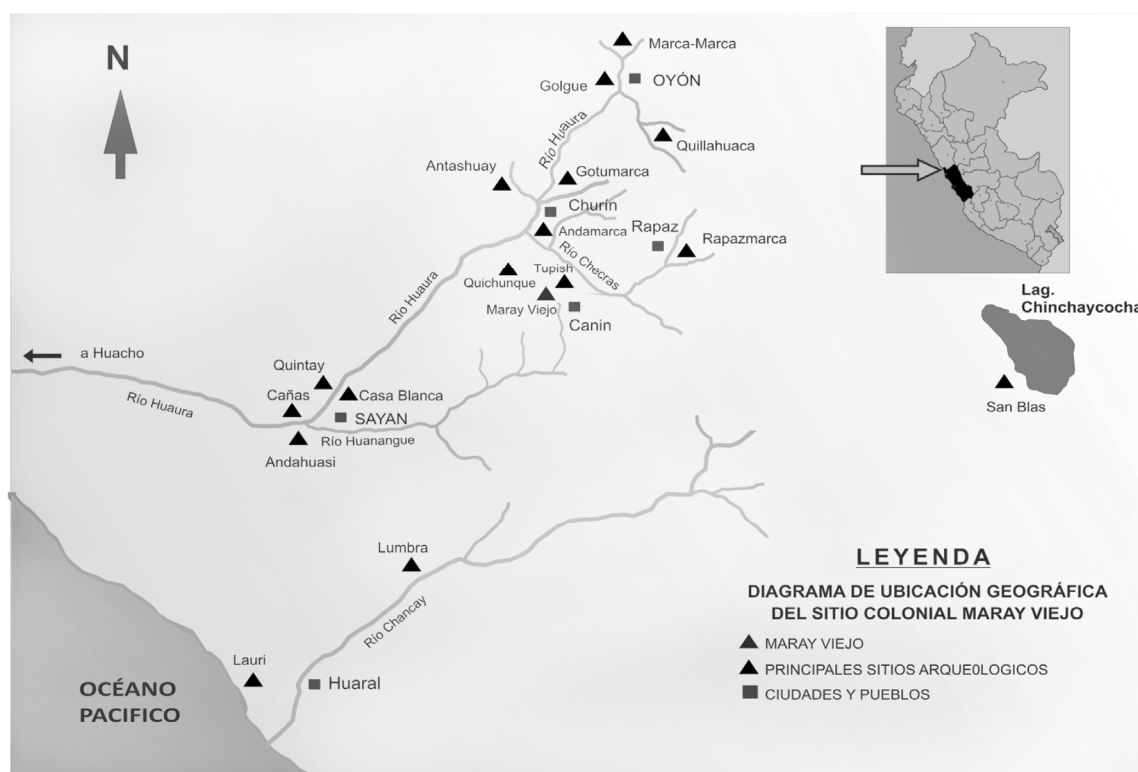 N
Marca-Marca
Golgue
OYÓN
Río Huaura
Quillahuaca
Antashuay
Gotumarca
Churín
Andamarca
Rapaz
Rapazmarca
Río Checras
Quichunque
Tupish
Maray Viejo
Canin
Río Huaura
Lag.
Chinchaycocha
San Blas
a Huacho
Quintay
Río Huaura
Cañas
Casa Blanca
SAYAN
Río Huanangue
Andahuasi
Lumbra
Río Chancay
Lauri
Huaral
OCÉANO
PACIFICO
LEYENDA
DIAGRAMA DE UBICACIÓN GEOGRÁFICA
DEL SITIO COLONIAL MARAY VIEJO
MARAY VIEJO
PRINCIPALES SITIOS ARQUE0LOGICOS
CIUDADES Y PUEBLOS